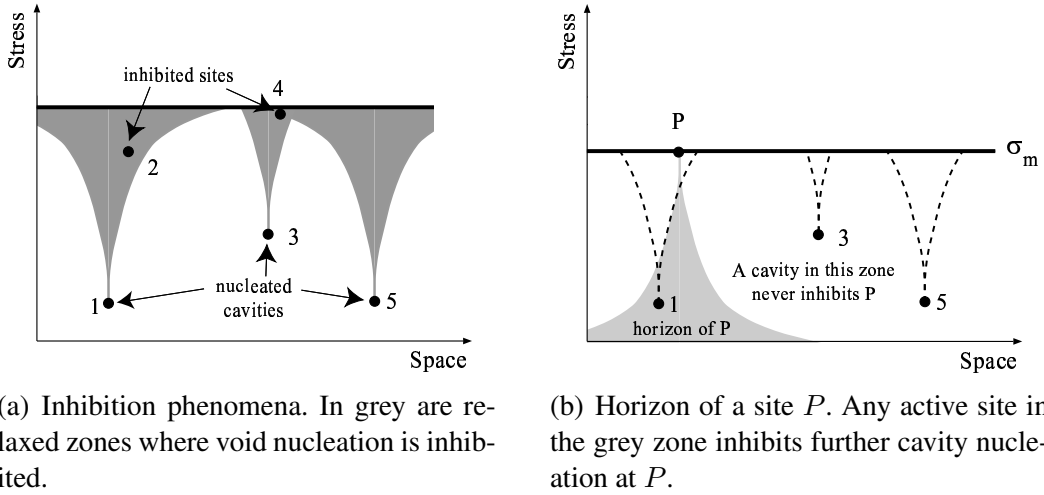 Stress
inhibited sites
4
2
3
nucleated
cavities
1
5
Space
(a) Inhibition phenomena. In grey are re-
laxed zones where void nucleation is inhib-
ited.
Stress
P
σm
3
A cavity in this zone
never inhibits P
1
5
horizon of P
Space
(b) Horizon of a site P. Any active site in
the grey zone inhibits further cavity nucle-
ation at P.